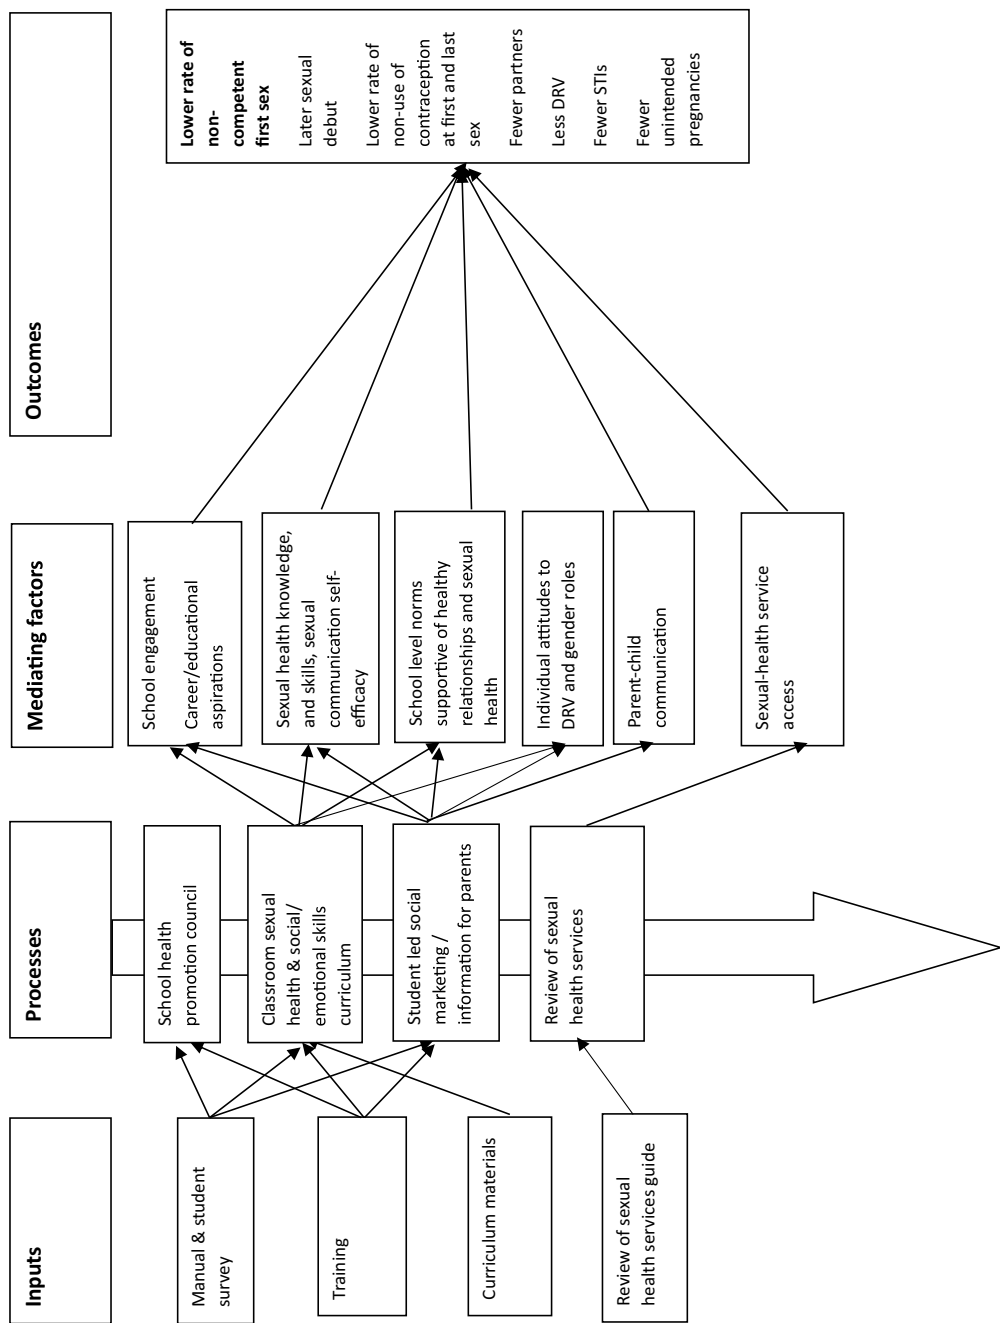 Inputs
Processes
Mediating factors
Outcomes
Manual & student
survey
Training
Curriculum materials
Review of sexual
health services guide
School health
promotion council
Classroom sexual
health & social/
emotional skills
curriculum
Student led social
marketing /
information for parents
Review of sexual
health services
School engagement
Career/educational
aspirations
Sexual health knowledge,
and skills, sexual
communication self-
efficacy
School level norms
supportive of healthy
relationships and sexual
health
Individual attitudes to
DRV and gender roles
Parent-child
communication
Sexual-health service
access
Lower rate of
non-
competent
first sex
Later sexual
debut
Lower rate of
non-use of
contraception
at first and last
sex
Fewer partners
Less DRV
Fewer STIs
Fewer
unintended
pregnancies